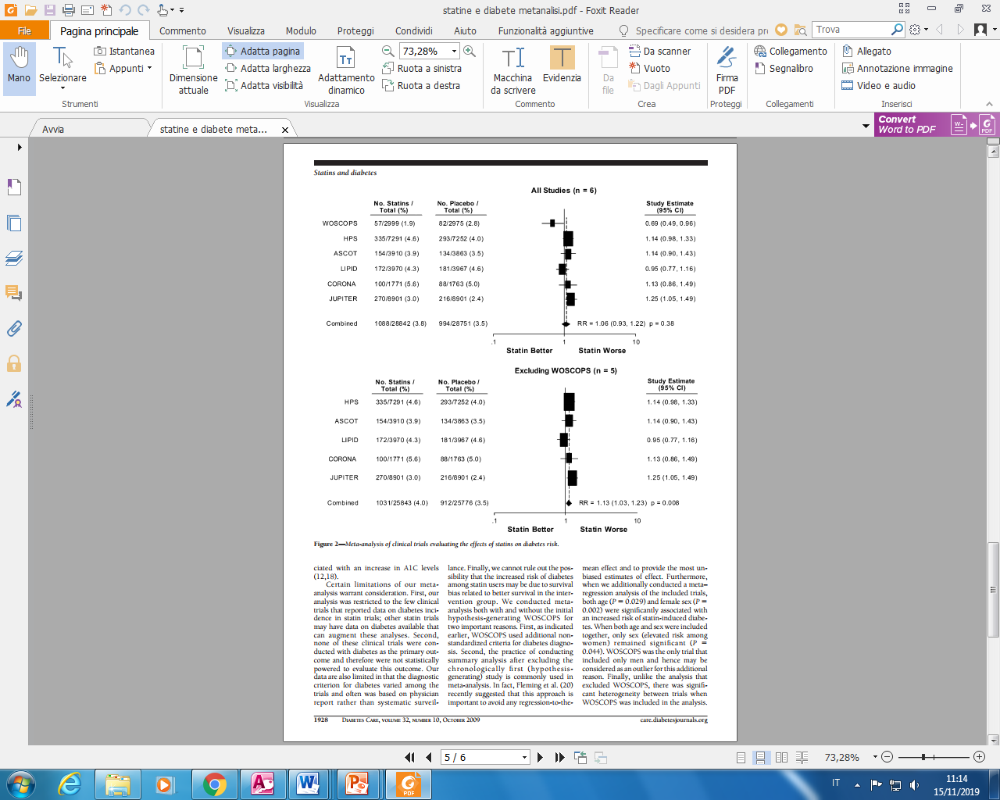 statine e diabete metanalisi.pdf - Foxit Reader
File
Pagina principale
Commento
Visualizza
Modulo
Proteggi
Condividi
Aiuto
Funzionalità aggiuntive
Specificare come si desidera pr
Trova
Mano
Selezionare
Istantanea
Appunti
Strumenti
Dimensione
attuale
Adatta pagina
Adatta larghezza
Adatta visibilità
Adattamento
dinamico
73,28%
Ruota a sinistra
Ruota a destra
Visualizza
Macchina
da scrivere
Evidenzia
Commento
Da
file
Da scanner
Vuoto
Dagli Appunti
Crea
Firma
PDF
Proteggi
Collegamento
Segnalibro
Collegamenti
Allegato
Annotazione immagine
Video e audio
Inserisci
Avvia
statine e diabete meta...
Convert
Word to PDF
Statins and diabetes
All Studies (n = 6)
No. Statins / No. Placebo / Study Estimate
Total (%) Total (%) (95% CI)
WOSCOPS 57/2999 (1.9) 82/2975 (2.8) 0.69 (0.49, 0.96)
HPS 335/7291 (4.6) 293/7252 (4.0) 1.14 (0.98, 1.33)
ASCOT 154/3910 (3.9) 134/3863 (3.5) 1.14 (0.90, 1.43)
LIPID 172/3970 (4.3) 181/3967 (4.6) 0.95 (0.77, 1.16)
CORONA 100/1771 (5.6) 88/1763 (5.0) 1.13 (0.86, 1.49)
JUPITER 270/8901 (3.0) 216/8901 (2.4) 1.25 (1.05, 1.49)
Combined 1088/28842 (3.8) 994/28751 (3.5) RR = 1.06 (0.93, 1.22) p = 0.38
.1 1 10
Statin Better Statin Worse
Excluding WOSCOPS (n = 5)
No. Statins / No. Placebo / Study Estimate
Total (%) Total (%) (95% CI)
HPS 335/7291 (4.6) 293/7252 (4.0) 1.14 (0.98, 1.33)
ASCOT 154/3910 (3.9) 134/3863 (3.5) 1.14 (0.90, 1.43)
LIPID 172/3970 (4.3) 181/3967 (4.6) 0.95 (0.77, 1.16)
CORONA 100/1771 (5.6) 88/1763 (5.0) 1.13 (0.86, 1.49)
JUPITER 270/8901 (3.0) 216/8901 (2.4) 1.25 (1.05, 1.49)
Combined 1031/25843 (4.0) 912/25776 (3.5) RR = 1.13 (1.03, 1.23) p = 0.008
.1 1 10
Statin Better Statin Worse
Figure 2—Meta-analysis of clinical trials evaluating the effects of statins on diabetes risk.
ciated with an increase in A1C levels
(12,18).
Certain limitations of our meta-
analysis warrant consideration. First, our
analysis was restricted to the few clinical
trials that reported data on diabetes inci-
dence in statin trials; other statin trials
may have data on diabetes available that
can augment these analyses. Second,
none of these clinical trials were con-
ducted with diabetes as the primary out-
come and therefore were not statistically
powered to evaluate this outcome. Our
data are also limited in that the diagnostic
criterion for diabetes varied among the
trials and often was based on physician
report rather than systematic surveil-
lance. Finally, we cannot rule out the pos-
sibility that the increased risk of diabetes
among statin users may be due to survival
bias related to better survival in the inter-
vention group. We conducted meta-
analysis both with and without the initial
hypothesis-generating WOSCOPS for
two important reasons. First, as indicated
earlier, WOSCOPS used additional non-
standardized criteria for diabetes diagno-
sis. Second, the practice of conducting
summary analysis after excluding the
chronologically first (hypothesis-
generating) study is commonly used in
meta-analysis. In fact, Fleming et al. (20)
recently suggested that this approach is
important to avoid any regression-to-the-
mean effect and to provide the most un-
biased estimates of effect. Furthermore,
when we additionally conducted a meta-
regression analysis of the included trials,
both age (P = 0.029) and female sex (P =
0.002) were significantly associated with
an increased risk of statin-induced diabe-
tes. When both age and sex were included
together, only sex (elevated risk among
women) remained significant (P =
0.044). WOSCOPS was the only trial that
included only men and hence may be
considered as an outlier for this additional
reason. Finally, unlike the analysis that
excluded WOSCOPS, there was signifi-
cant heterogeneity between trials when
WOSCOPS was included in the analysis.
1928 DIABETES CARE, VOLUME 32, NUMBER 10, OCTOBER 2009 care.diabetesjournals.org
5 / 6
73,28%
IT
11:14
15/11/2019